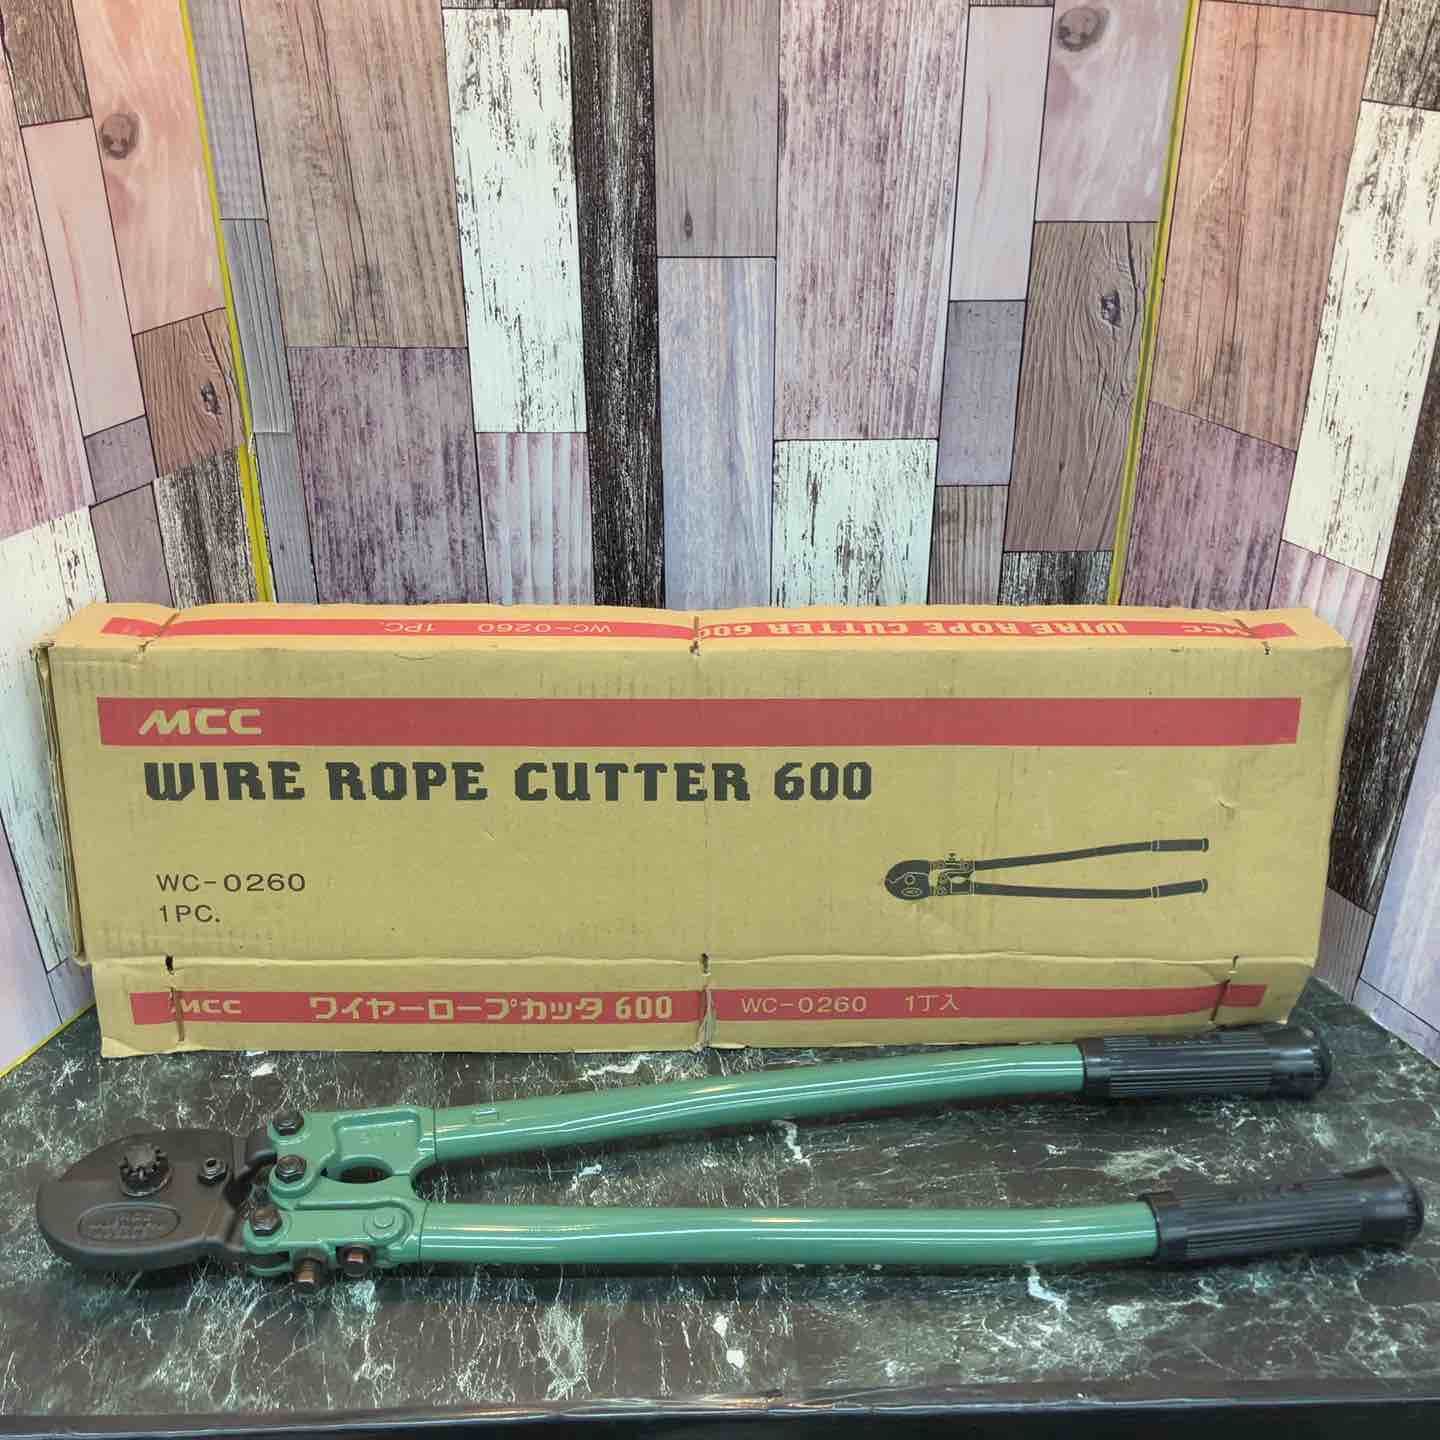 MCC WIRE ROPE CUTTER 600 WC-0260 1PC.
MCC
WIRE ROPE CUTTER 600
WC-0260
1PC.
MCC ワイヤーロープカッタ 600 WC-0260 1丁入
MCC